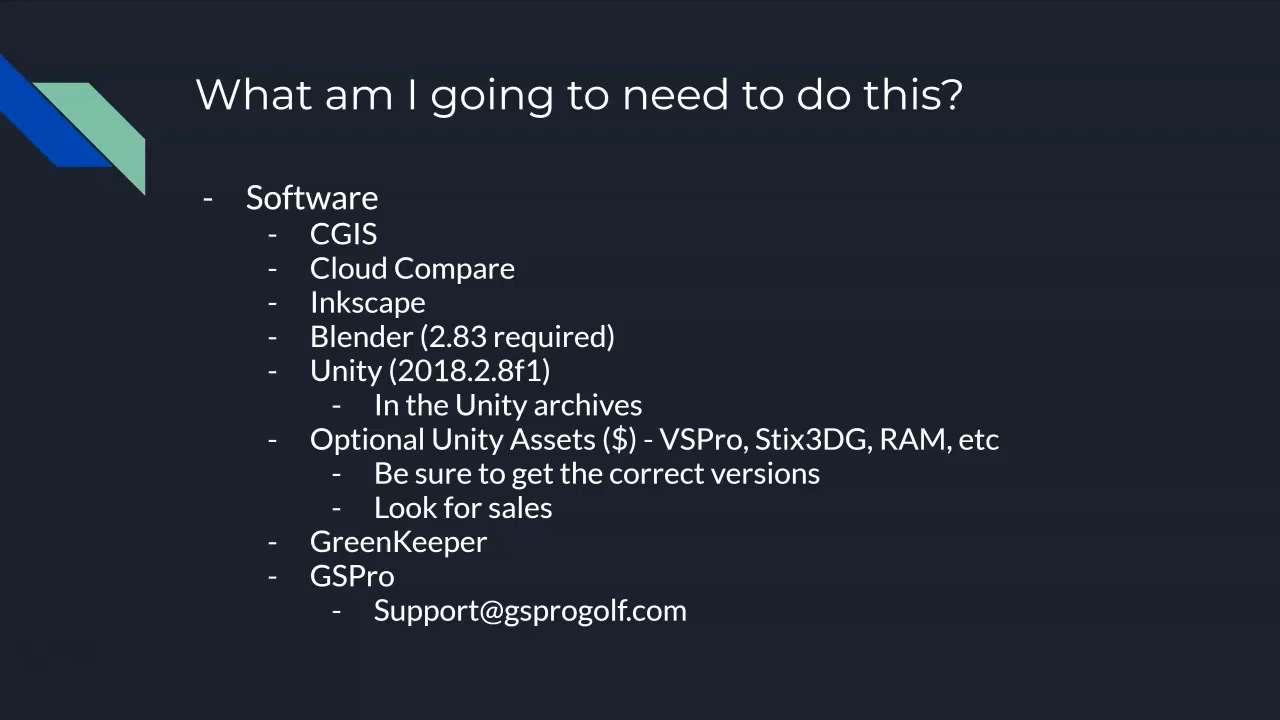 What am I going to need to do this?
- Software
- CGIS
- Cloud Compare
- Inkscape
- Blender (2.83 required)
- Unity (2018.2.8f1)
- In the Unity archives
- Optional Unity Assets ($) - VSPro, Stix3DG, RAM, etc
- Be sure to get the correct versions
- Look for sales
- GreenKeeper
- GSPro
- Support@gsprogolf.com